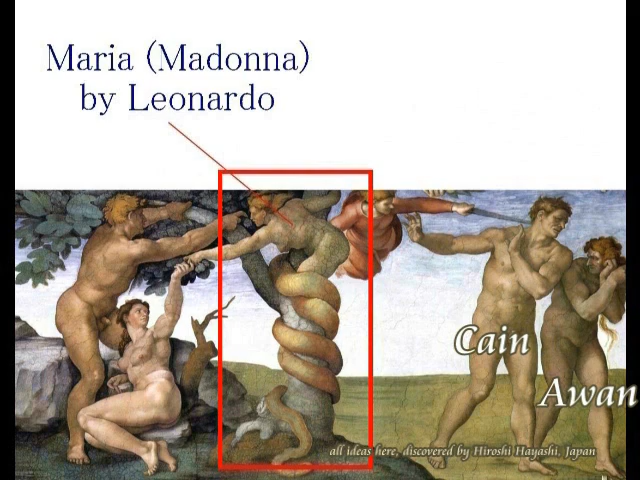 Maria (Madonna)
by Leonardo
Cain
Awan
all ideas here, discovered by Hiroshi Hayashi, Japan